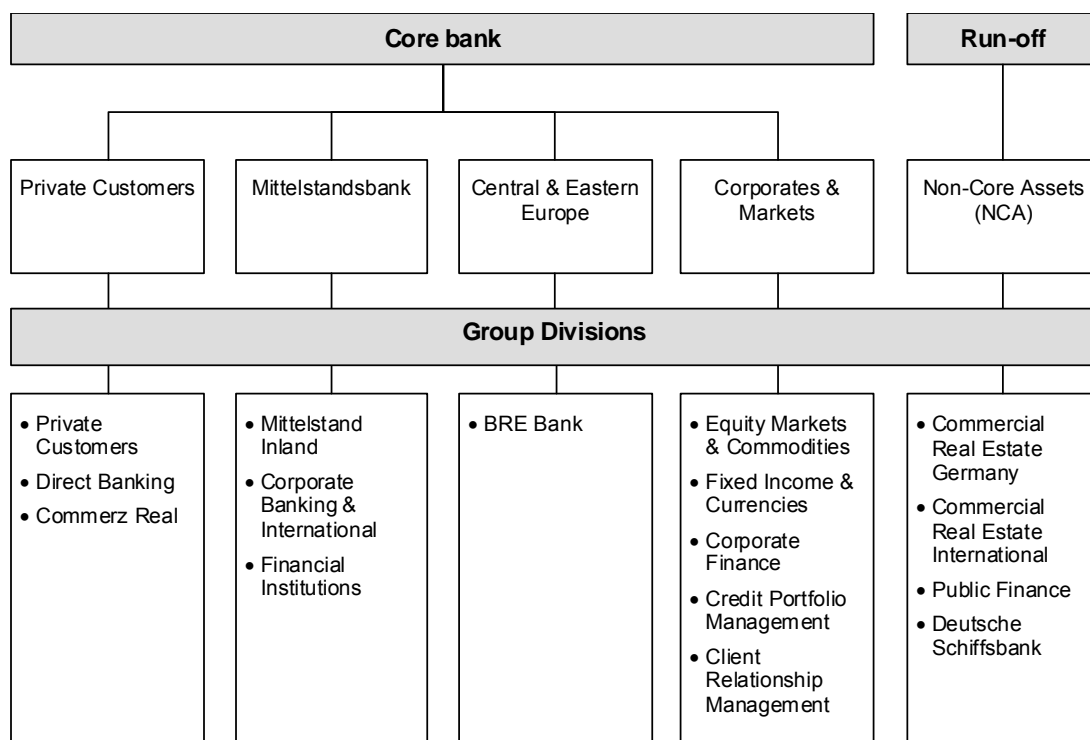 Core bank
Run-off
Private Customers
Mittelstandsbank
Central & Eastern
Europe
Corporates &
Markets
Non-Core Assets
(NCA)
Group Divisions
• Private
Customers
• Direct Banking
• Commerz Real
• Mittelstand
Inland
• Corporate
Banking &
International
• Financial
Institutions
• BRE Bank
• Equity Markets
& Commodities
• Fixed Income &
Currencies
• Corporate
Finance
• Credit Portfolio
Management
• Client
Relationship
Management
• Commercial
Real Estate
Germany
• Commercial
Real Estate
International
• Public Finance
• Deutsche
Schiffsbank